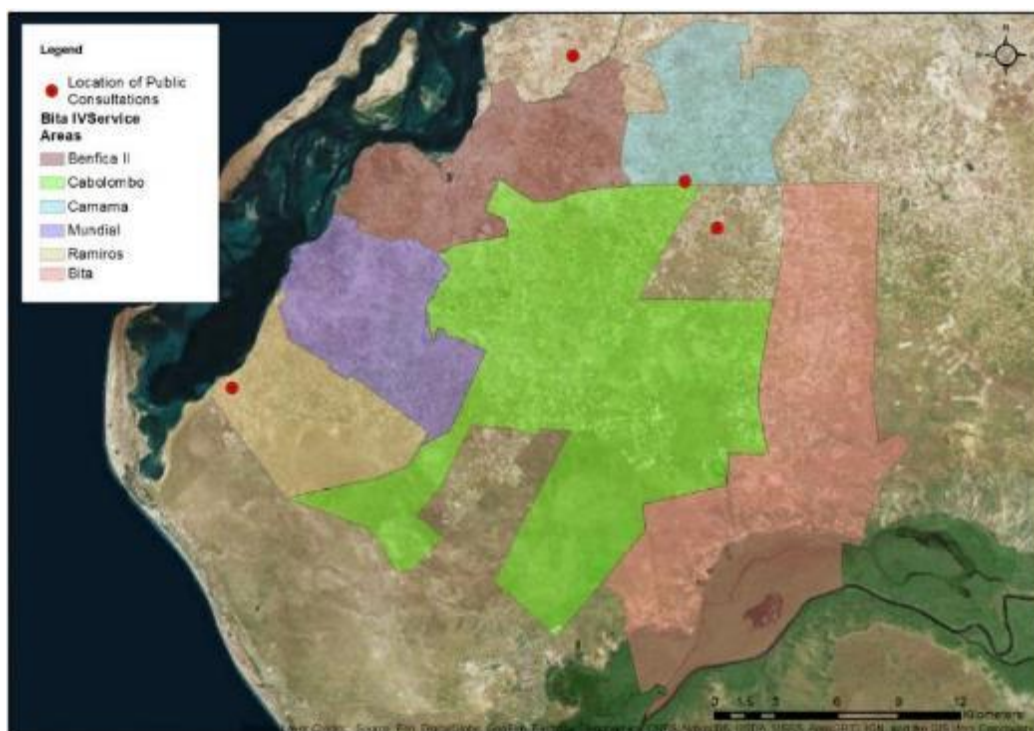 Legend
Location of Public
Consultations
Bita IVService
Areas
Benfica II
Cabolombo
Camama
Mundial
Ramiros
Bita
N
0 1.5 3 6 9 12
Kilometers